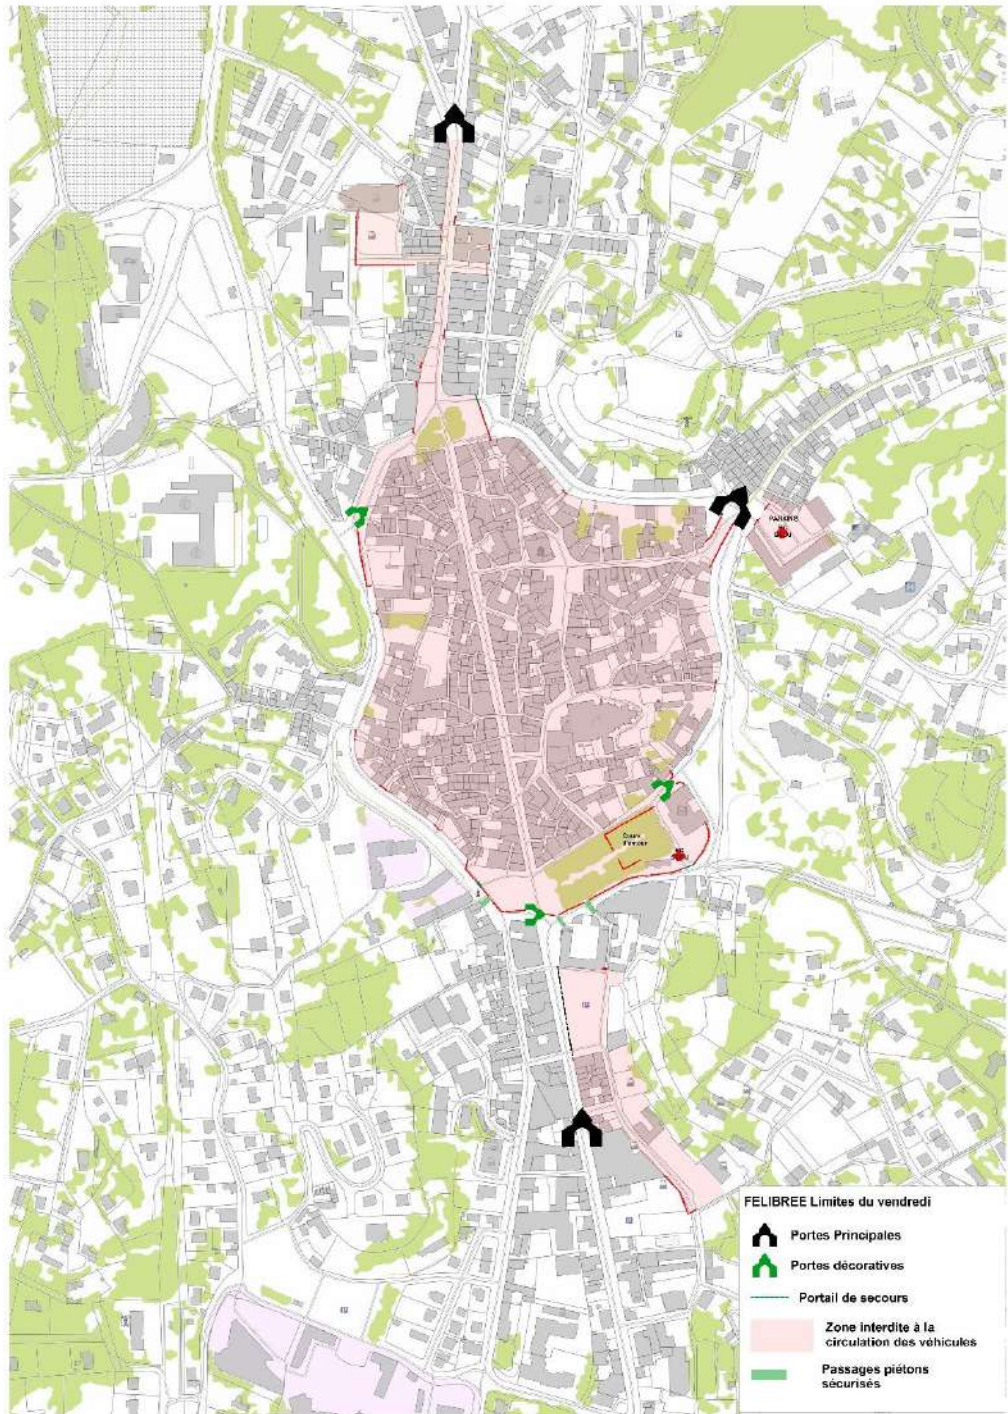 PARKING
FELIBREE Limites du vendredi
Portes Principales
Portes décoratives
Portail de secours
Zone interdite à la
circulation des véhicules
Passages piétons
sécurisés